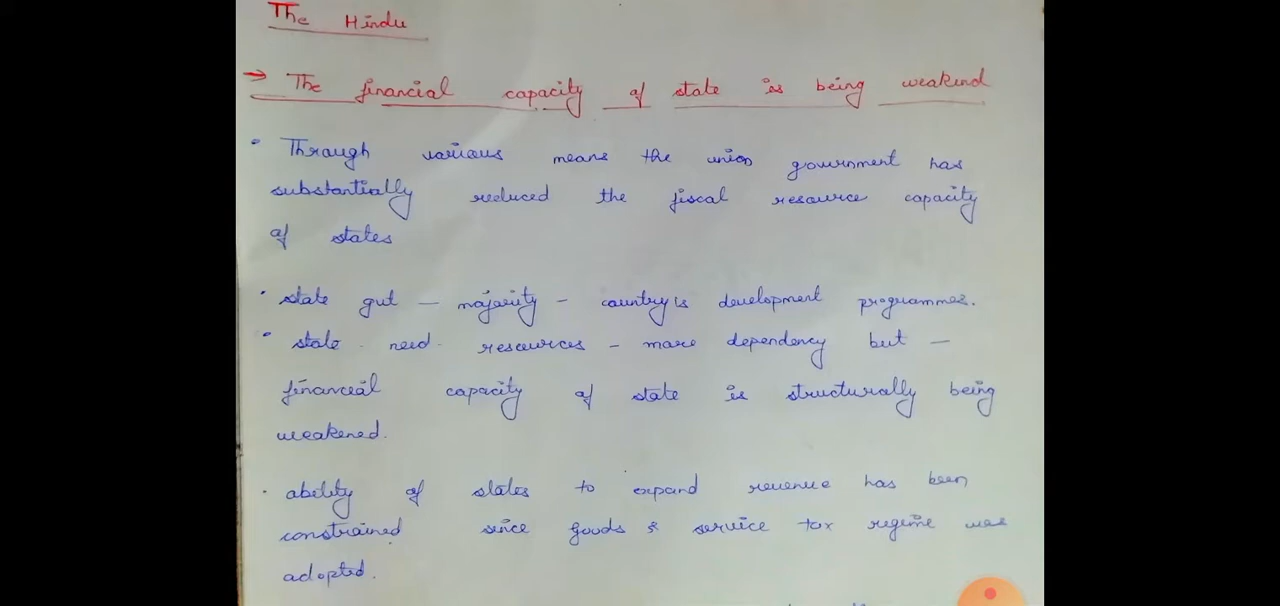 The Hindu
→ The financial capacity of state is being weakend
• Through various means the union government has
substantially reduced the fiscal resource capacity
of states
• state gut – majority – country's development programmes.
• state need resources – more dependency but –
financial capacity of state is structurally being
weakened.
• ability of states to expand revenue has been
constrained since goods & service tax regime was
adopted.